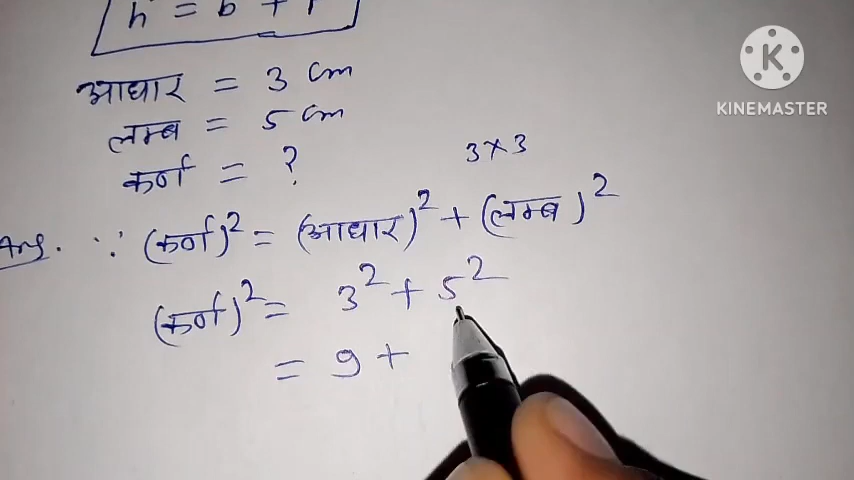 h = b + p
आधार = 3 cm
लम्ब = 5 cm
कर्ण = ?
3×3
Ans. ∵ (कर्ण)² = (आधार)² + (लम्ब)²
(कर्ण)² = 3² + 5²
= 9 +
K
KINEMASTER